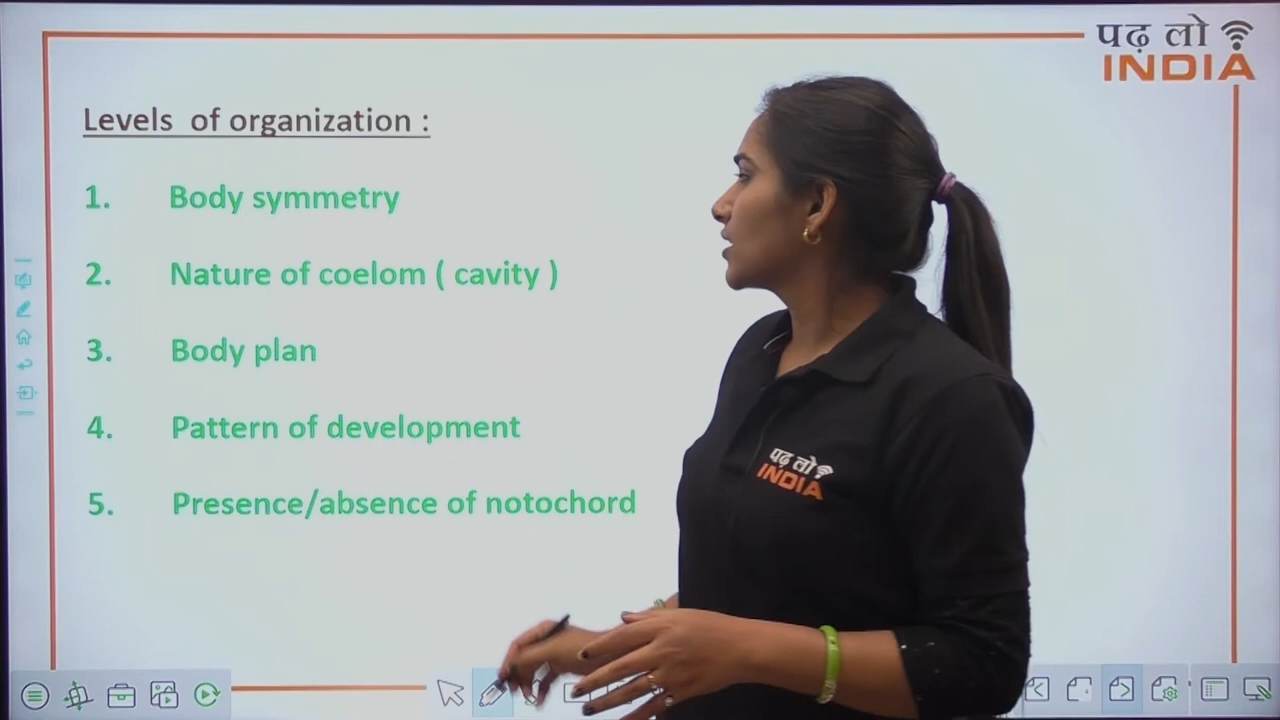 पढ़ लो
INDIA
Levels of organization :
1. Body symmetry
2. Nature of coelom ( cavity )
3. Body plan
4. Pattern of development
5. Presence/absence of notochord
पढ़ लो
INDIA